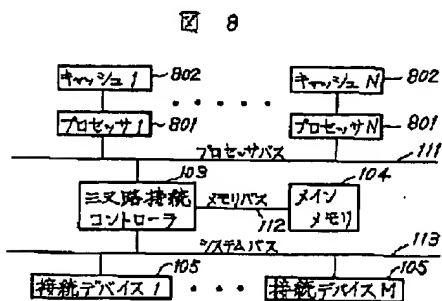 図 8
キャッシュ 1 802
キャッシュ N 802
プロセッサ 1 801
プロセッサ N 801
プロセッサバス 111
103
104
三叉路接続
コントローラ
メモリバス
112
メイン
メモリ
システムバス 113
105
105
接続デバイス 1
接続デバイス M